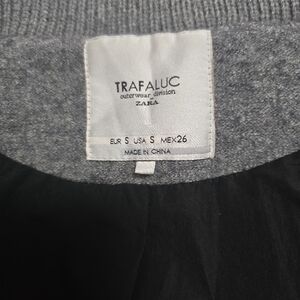 TRAFALUC
outerwear division
ZARA
EUR S USA S MEX 26
MADE IN CHINA